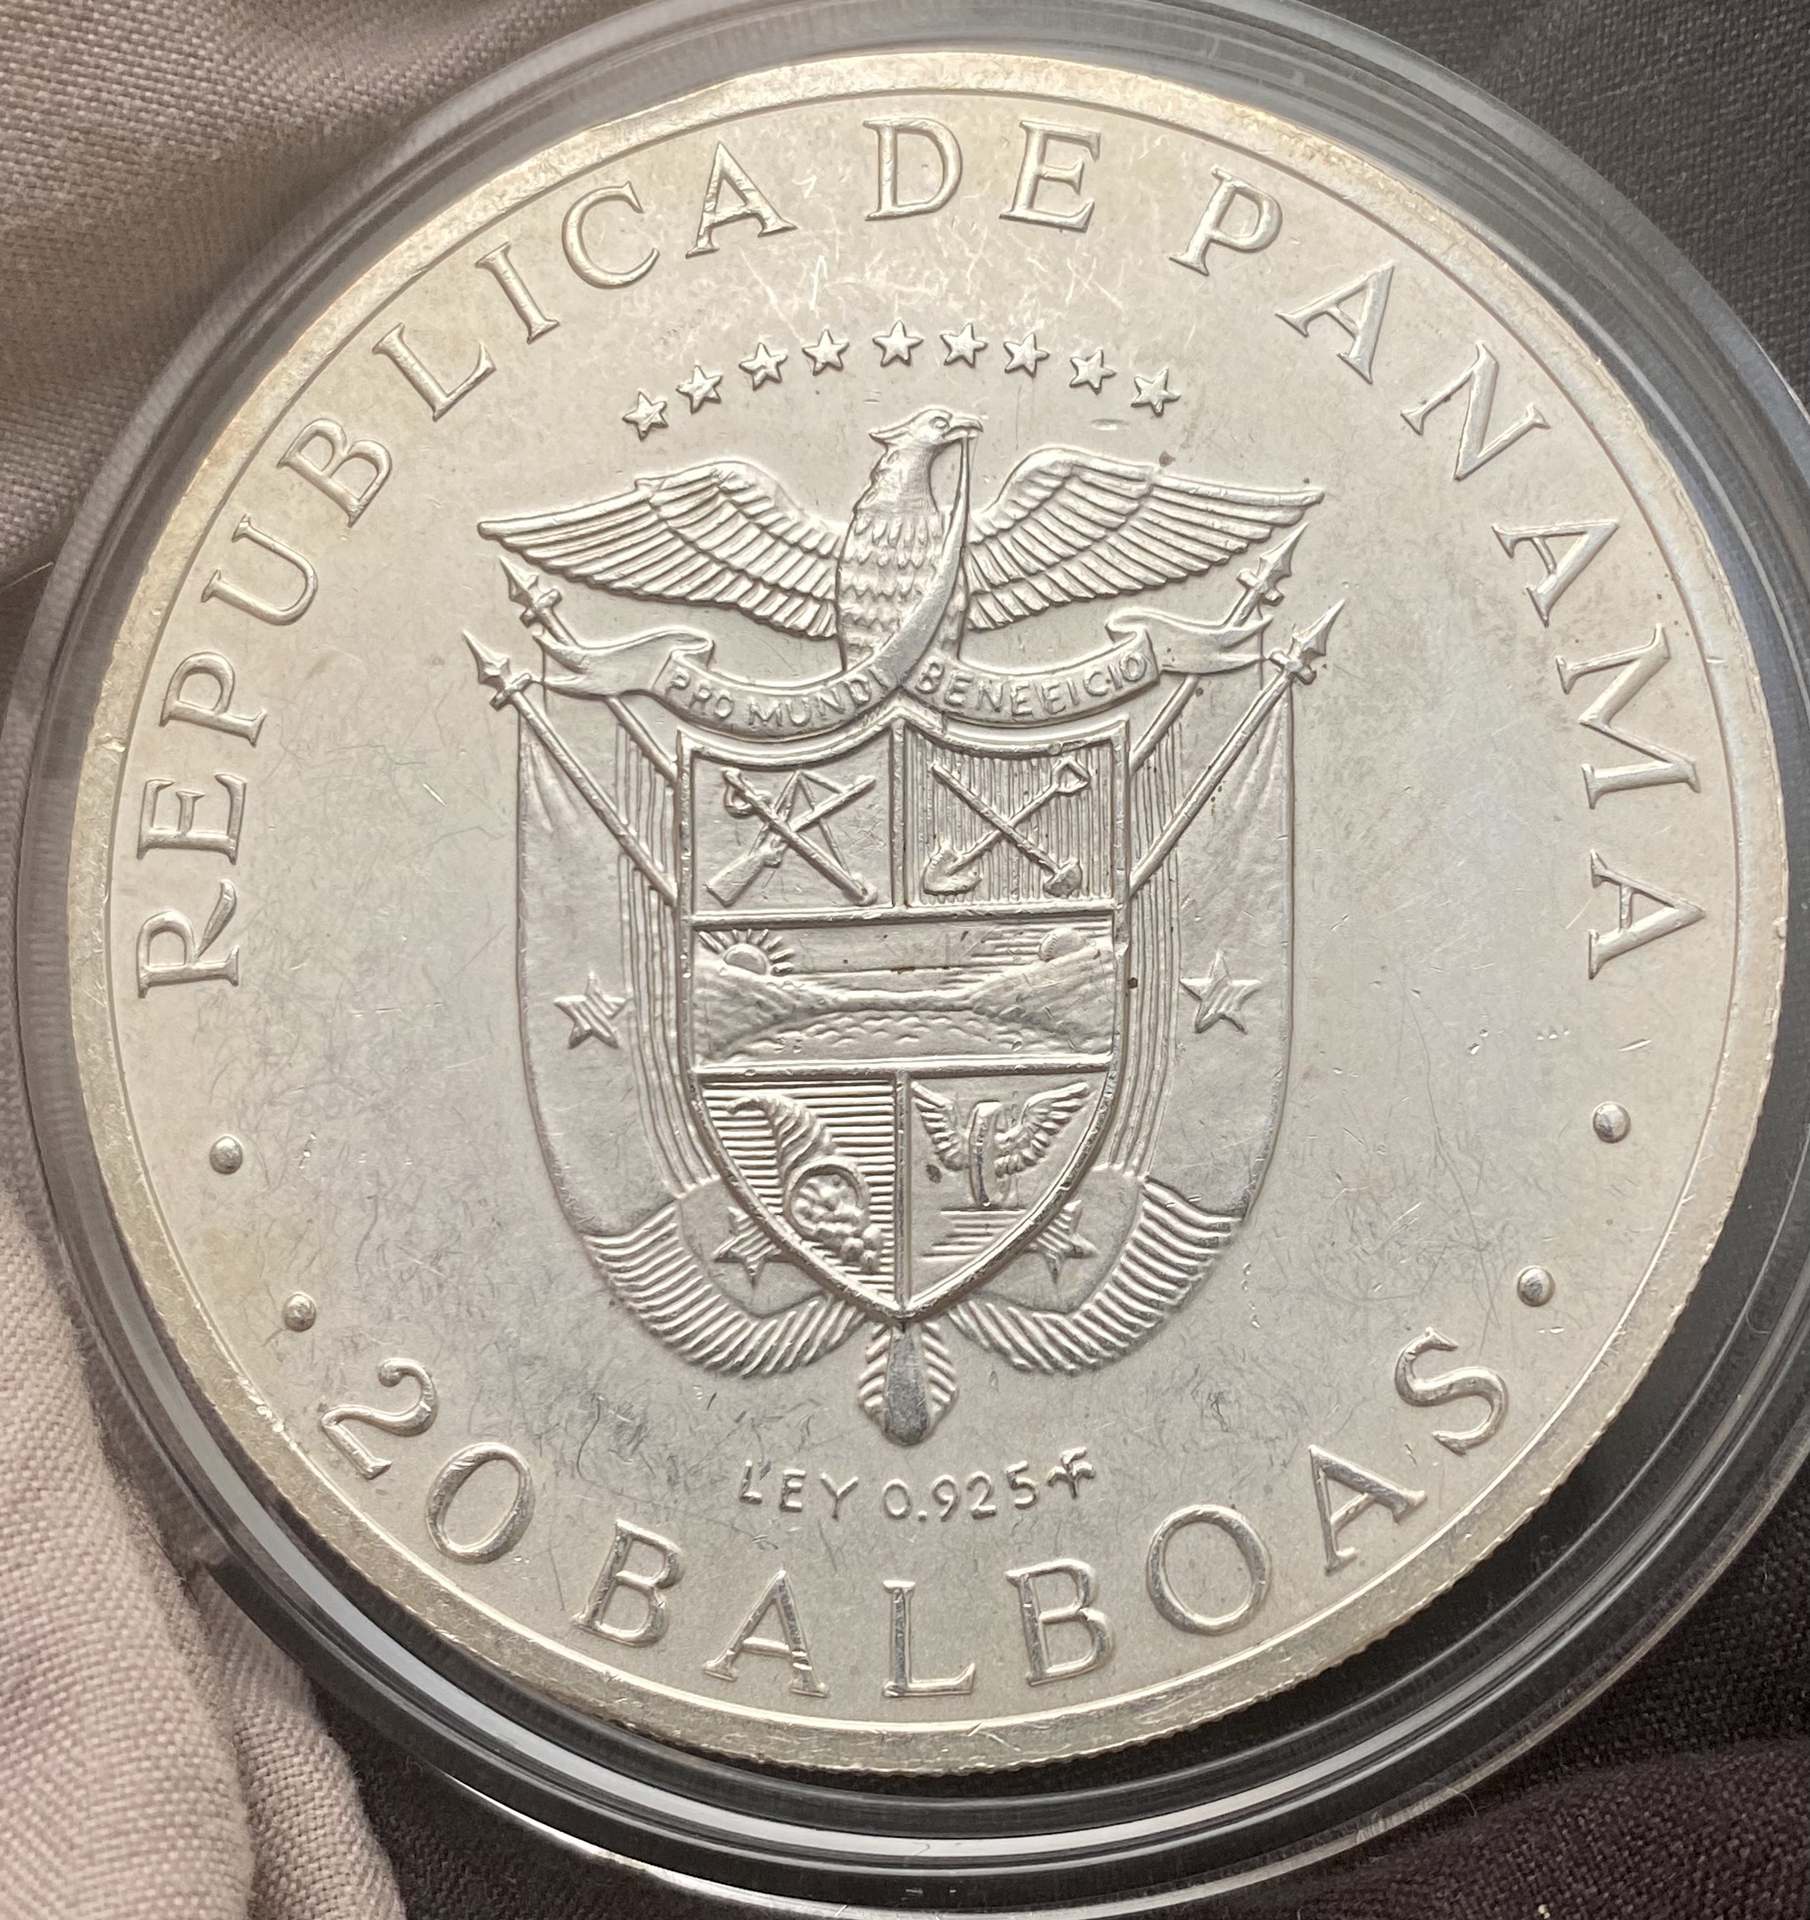 REPUBLICA DE PANAMA
PRO MUNDI BENEFICIO
LEY 0.925
· 20 BALBOAS ·